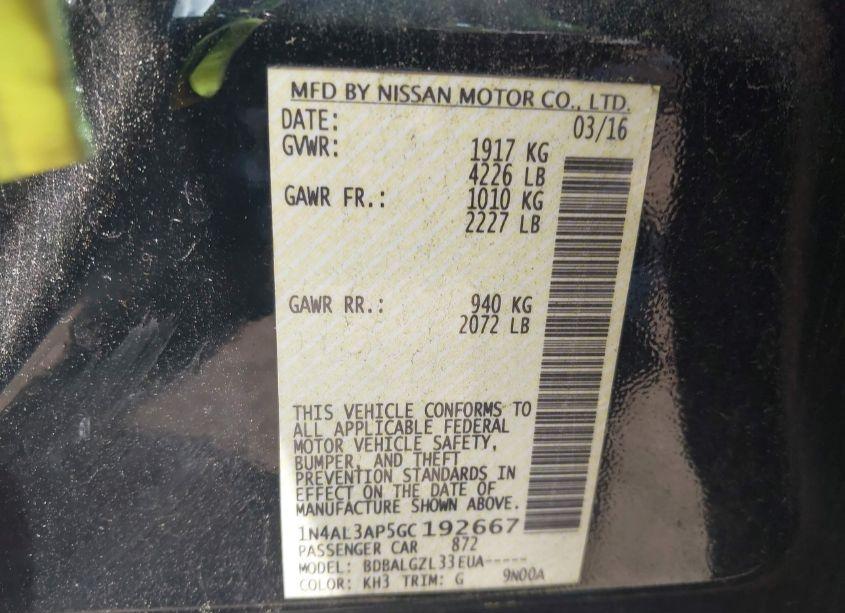 MFD BY NISSAN MOTOR CO., LTD.
DATE: 03/16
GVWR: 1917 KG
4226 LB
GAWR FR.: 1010 KG
2227 LB
GAWR RR.: 940 KG
2072 LB
THIS VEHICLE CONFORMS TO
ALL APPLICABLE FEDERAL
MOTOR VEHICLE SAFETY,
BUMPER, AND THEFT
PREVENTION STANDARDS IN
EFFECT ON THE DATE OF
MANUFACTURE SHOWN ABOVE.
1N4AL3AP5GC192667
PASSENGER CAR 872
MODEL: BDBALGZL33EUA-----
COLOR: KH3 TRIM: G 9N00A